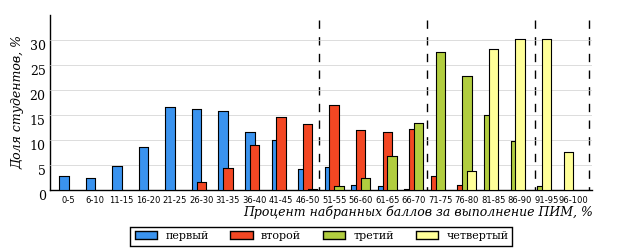 Доля студентов, %
30
25
20
15
10
5
0
0-5 6-10 11-15 16-20 21-25 26-30 31-35 36-40 41-45 46-50 51-55 56-60 61-65 66-70 71-75 76-80 81-85 86-90 91-95 96-100
Процент набранных баллов за выполнение ПИМ, %
первый второй третий четвертый